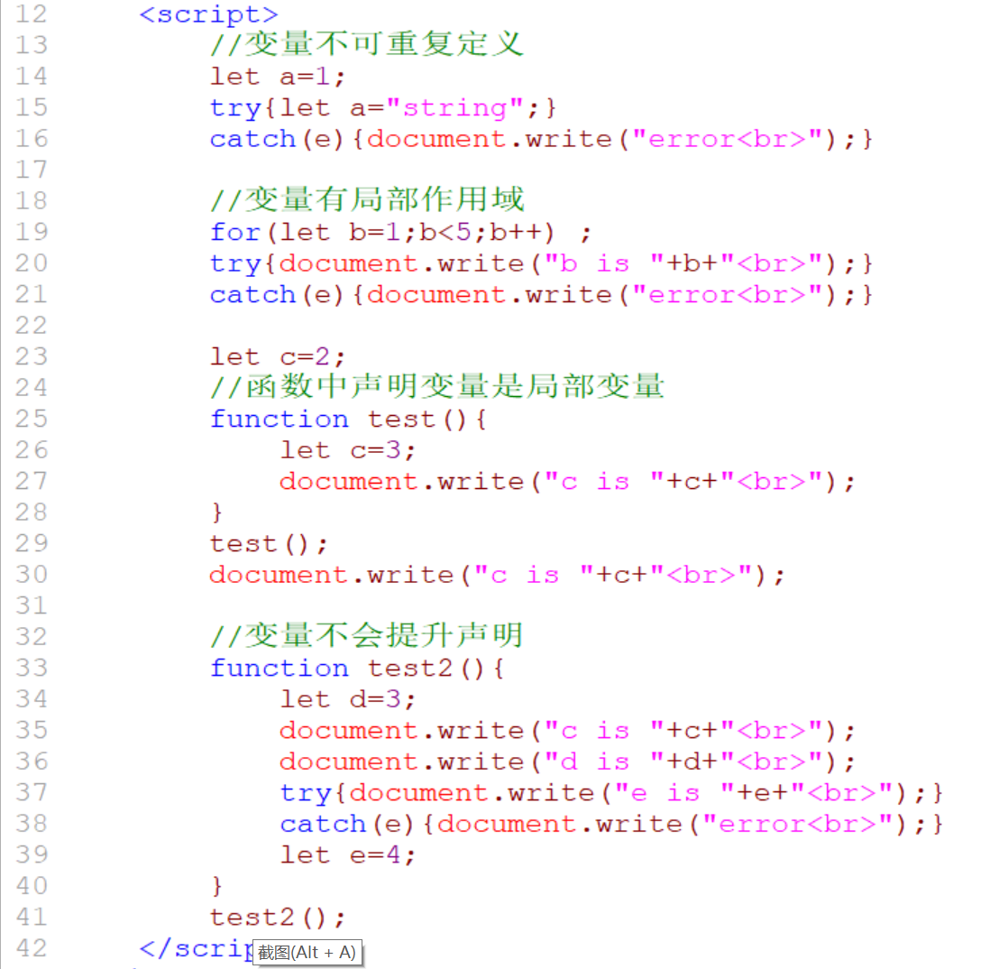 12 <script>
13 //变量不可重复定义
14 let a=1;
15 try{let a="string";}
16 catch(e){document.write("error<br>");}
17
18 //变量有局部作用域
19 for(let b=1;b<5;b++) ;
20 try{document.write("b is "+b+"<br>");}
21 catch(e){document.write("error<br>");}
22
23 let c=2;
24 //函数中声明变量是局部变量
25 function test(){
26 let c=3;
27 document.write("c is "+c+"<br>");
28 }
29 test();
30 document.write("c is "+c+"<br>");
31
32 //变量不会提升声明
33 function test2(){
34 let d=3;
35 document.write("c is "+c+"<br>");
36 document.write("d is "+d+"<br>");
37 try{document.write("e is "+e+"<br>");}
38 catch(e){document.write("error<br>");}
39 let e=4;
40 }
41 test2();
42 </scrip
截图(Alt + A)